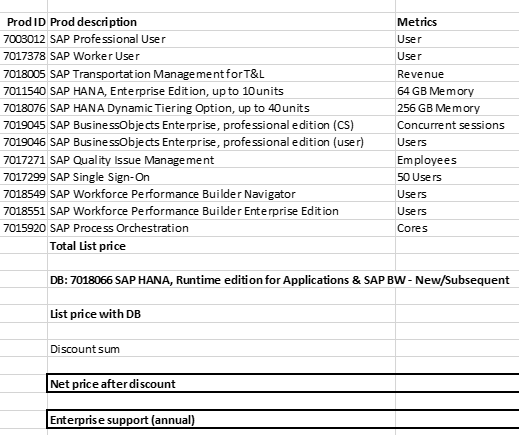 Prod ID Prod description Metrics
7003012 SAP Professional User User
7017378 SAP Worker User User
7018005 SAP Transportation Management for T&L Revenue
7011540 SAP HANA, Enterprise Edition, up to 10 units 64 GB Memory
7018076 SAP HANA Dynamic Tiering Option, up to 40 units 256 GB Memory
7019045 SAP BusinessObjects Enterprise, professional edition (CS) Concurrent sessions
7019046 SAP BusinessObjects Enterprise, professional edition (user) Users
7017271 SAP Quality Issue Management Employees
7017299 SAP Single Sign-On 50 Users
7018549 SAP Workforce Performance Builder Navigator Users
7018551 SAP Workforce Performance Builder Enterprise Edition Users
7015920 SAP Process Orchestration Cores
Total List price
DB: 7018066 SAP HANA, Runtime edition for Applications & SAP BW - New/Subsequent
List price with DB
Discount sum
Net price after discount
Enterprise support (annual)